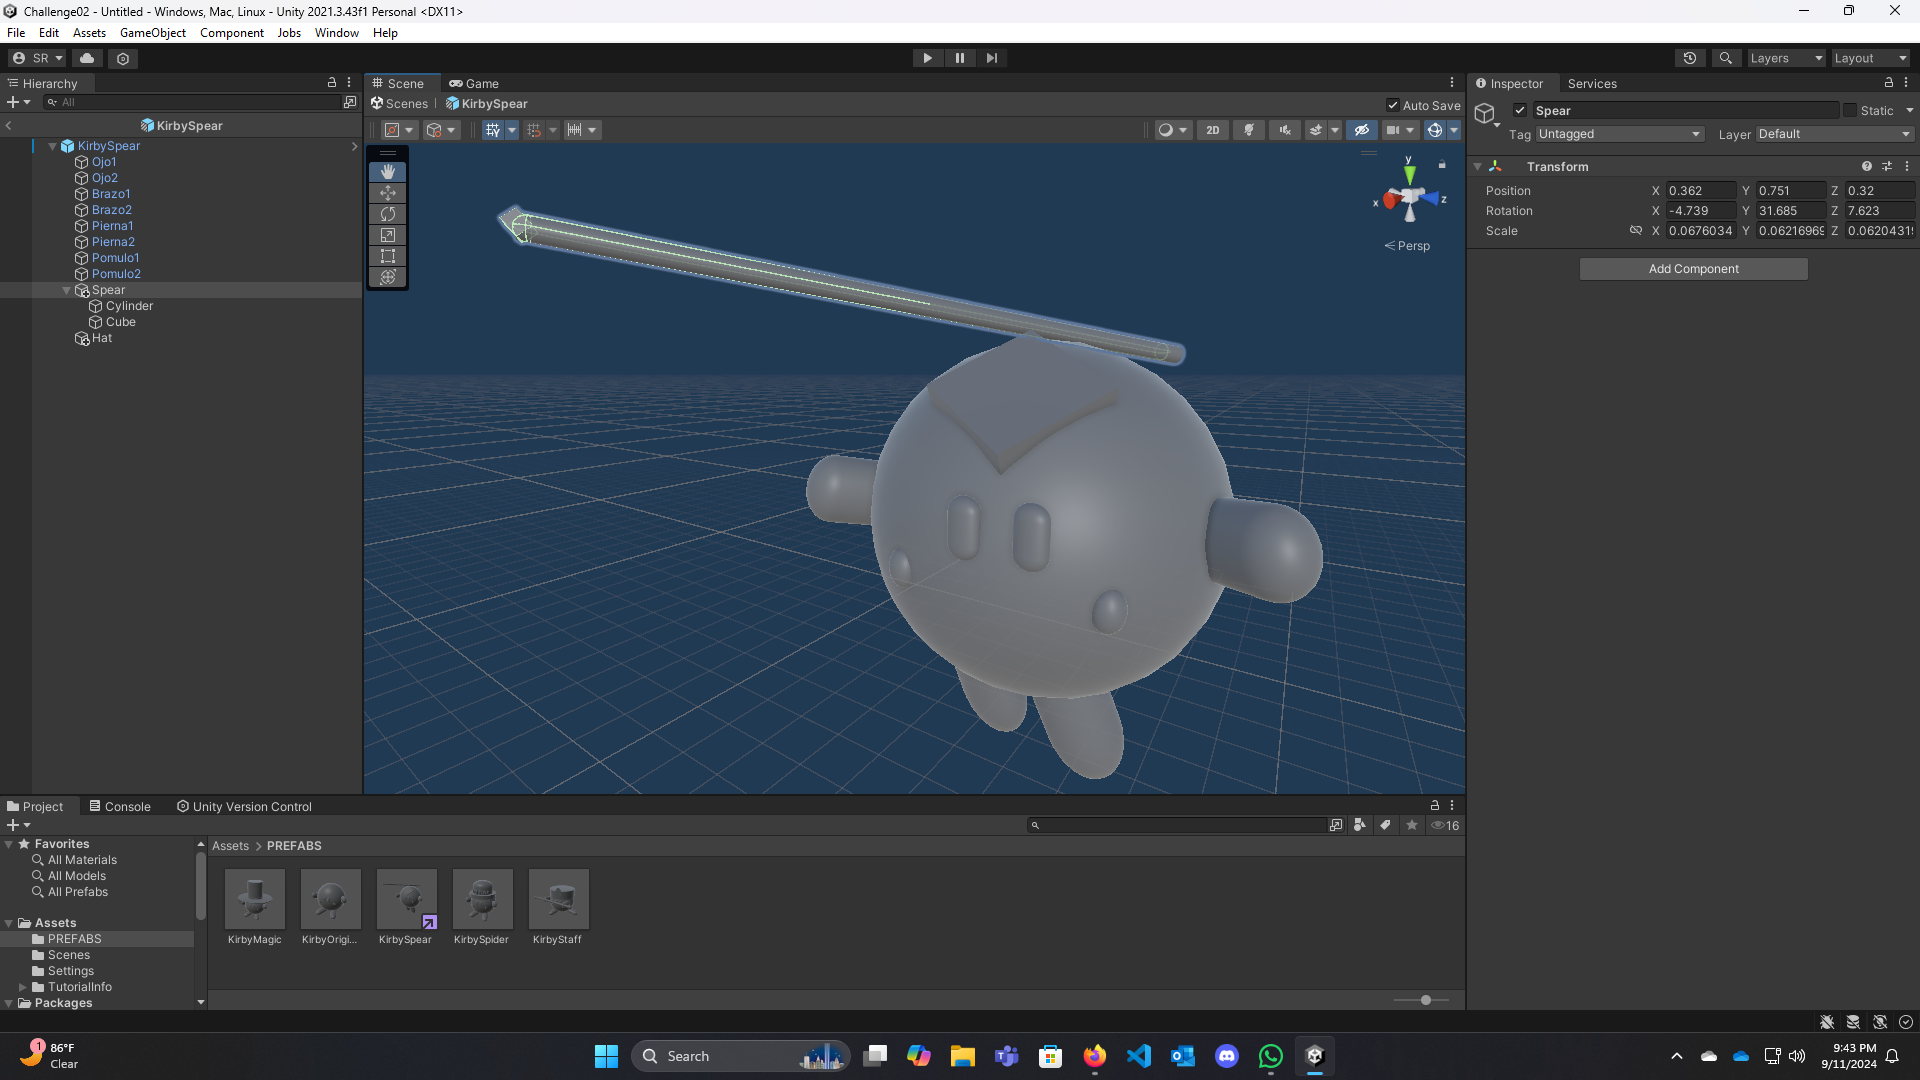 Challenge02 - Untitled - Windows, Mac, Linux - Unity 2021.3.43f1 Personal <DX11>
File Edit Assets GameObject Component Jobs Window Help
SR
Layers Layout
Hierarchy
All
KirbySpear
KirbySpear
Ojo1
Ojo2
Brazo1
Brazo2
Pierna1
Pierna2
Pomulo1
Pomulo2
Spear
Cylinder
Cube
Hat
Scene Game
Scenes | KirbySpear
Auto Save
2D
y
x
z
Persp
Inspector Services
Spear
Static
Tag Untagged Layer Default
Transform
Position X 0.362 Y 0.751 Z 0.32
Rotation X -4.739 Y 31.685 Z 7.623
Scale X 0.0676034 Y 0.06216969 Z 0.0620431
Add Component
Project Console Unity Version Control
16
Favorites
All Materials
All Models
All Prefabs
Assets
PREFABS
Scenes
Settings
TutorialInfo
Packages
Assets > PREFABS
KirbyMagic KirbyOrigi... KirbySpear KirbySpider KirbyStaff
1
86°F
Clear
Search
9:43 PM
9/11/2024